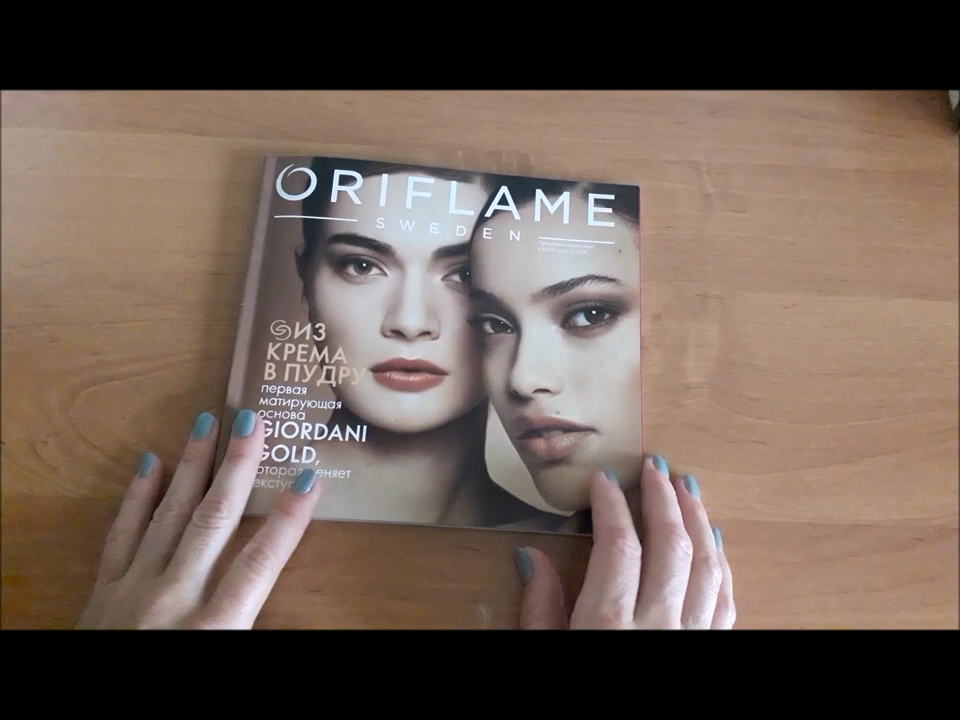 ORIFLAME
SWEDEN
ИЗ
КРЕМА
В ПУДРУ
первая
матирующая
основа
GIORDANI
GOLD,